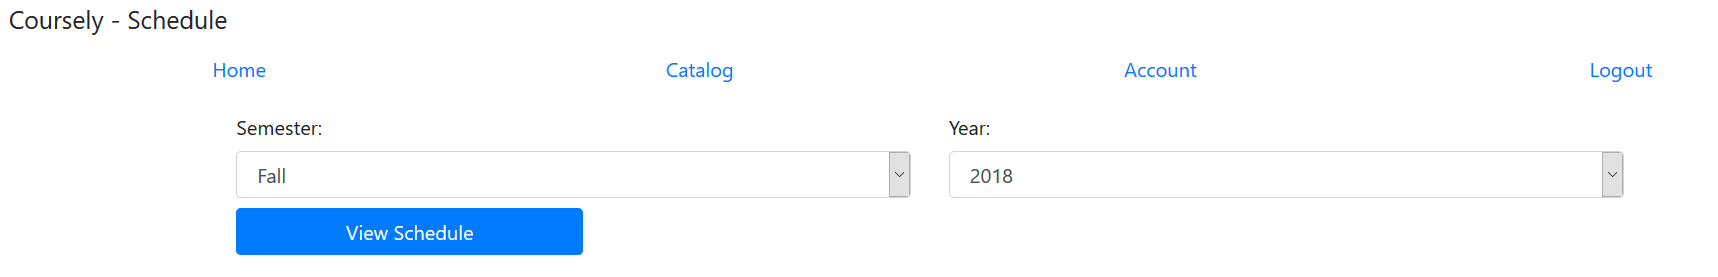 Coursely - Schedule
Home Catalog Account Logout
Semester: Year:
Fall 2018
View Schedule